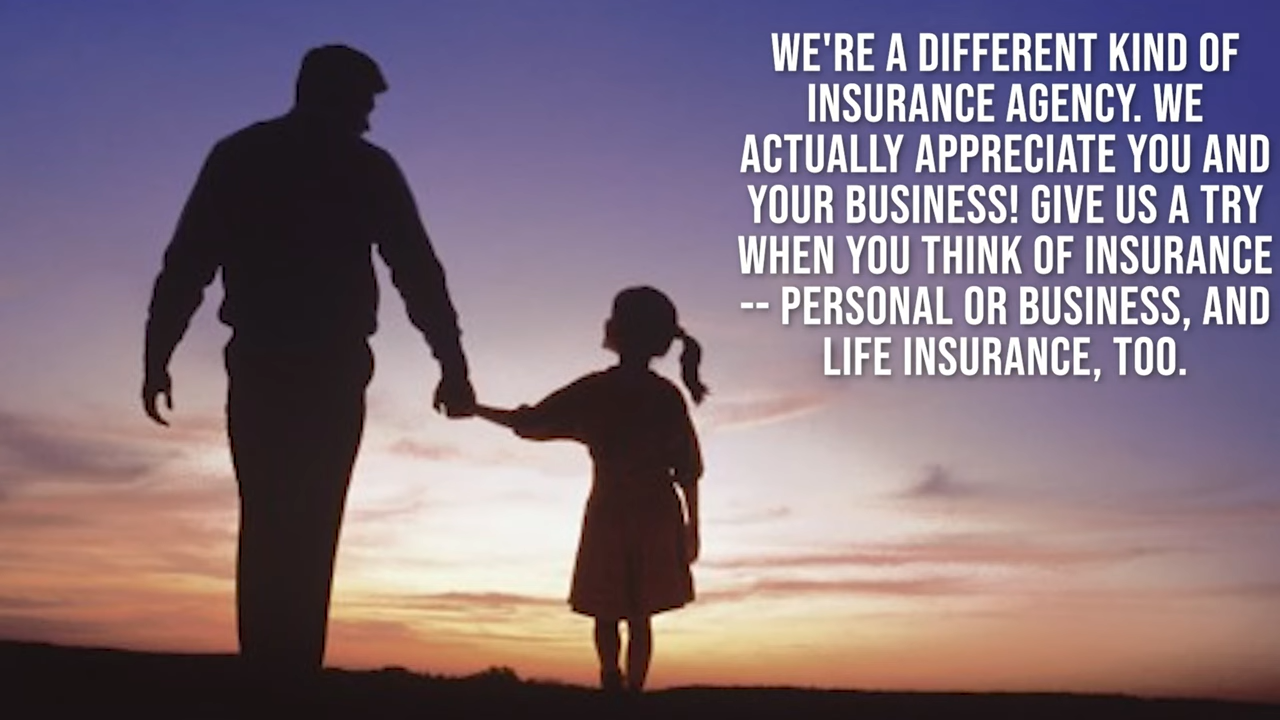 WE'RE A DIFFERENT KIND OF
INSURANCE AGENCY. WE
ACTUALLY APPRECIATE YOU AND
YOUR BUSINESS! GIVE US A TRY
WHEN YOU THINK OF INSURANCE
-- PERSONAL OR BUSINESS, AND
LIFE INSURANCE, TOO.